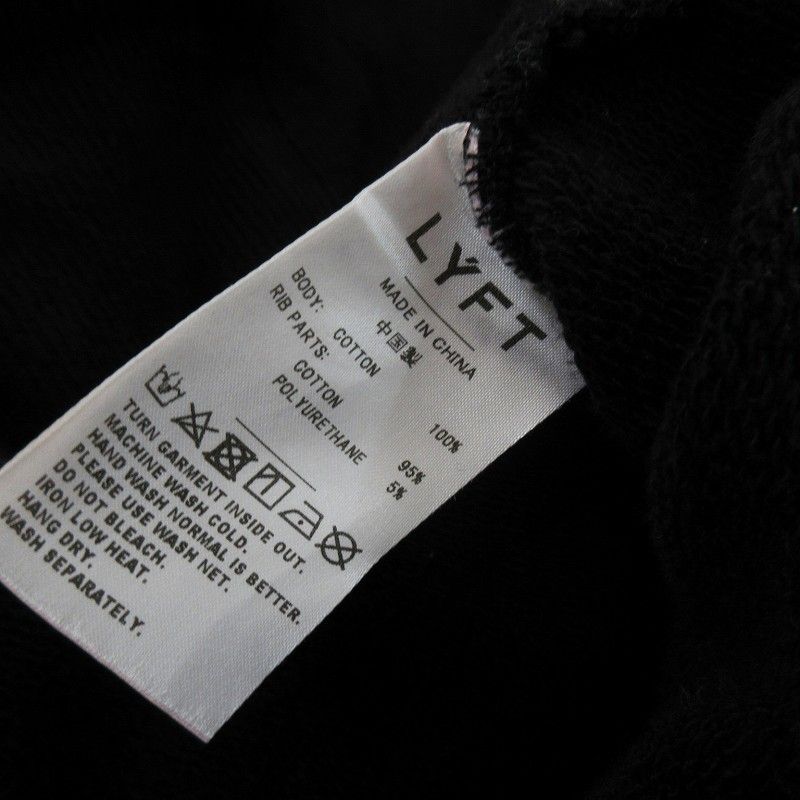 LYFT
MADE IN CHINA
中国製
BODY: COTTON 100%
RIB PARTS: COTTON 95%
POLYURETHANE 5%
TURN GARMENT INSIDE OUT.
MACHINE WASH COLD.
HAND WASH NORMAL IS BETTER.
PLEASE USE WASH NET.
DO NOT BLEACH.
IRON LOW HEAT.
HANG DRY.
WASH SEPARATELY.